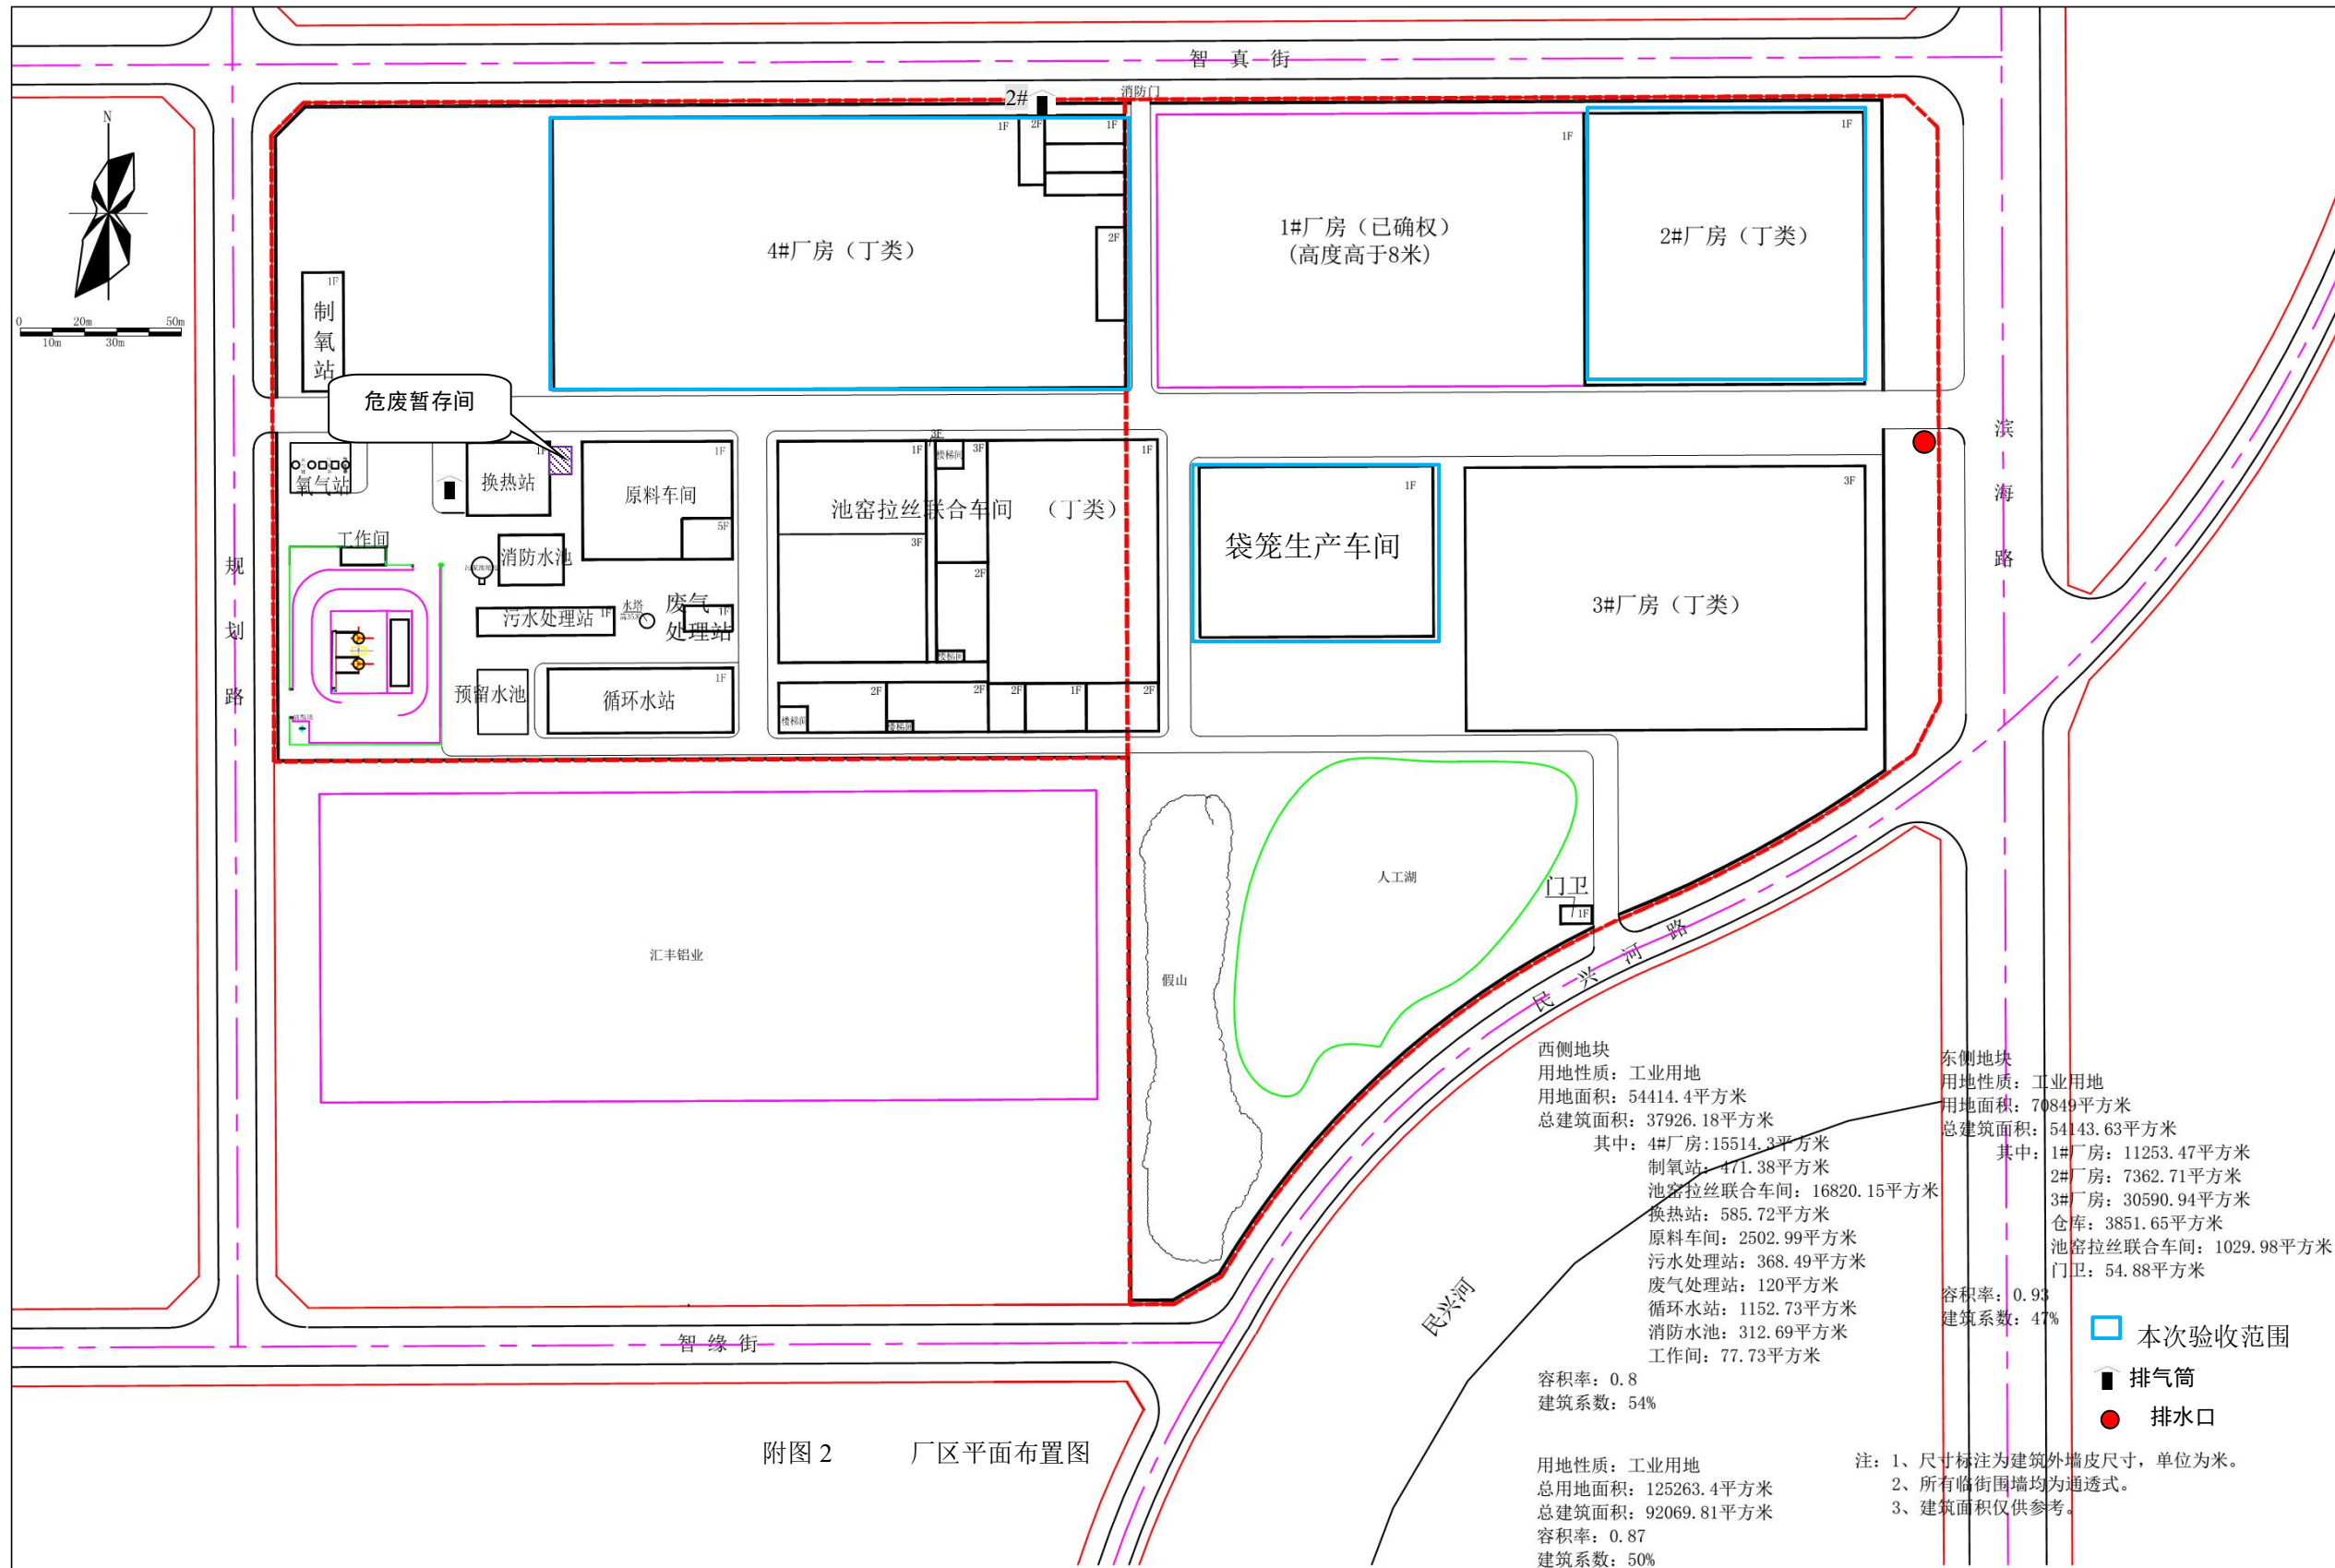 智真街
2#
消防门
N
1F
2F
1F
1F
1F
4#厂房（丁类）
2F
1#厂房（已确权）
(高度高于8米)
2#厂房（丁类）
1F
制氧站
0
20m
50m
10m
30m
危废暂存间
滨海路
氧气站
1F
换热站
1F
原料车间
5F
1F
3F
楼梯间
3F
1F
池窑拉丝联合车间
（丁类）
3F
2F
楼梯间
1F
袋笼生产车间
3F
3#厂房（丁类）
规划路
工作间
消防水池
污水处理站
1F
水塔
废气
处理站
1F
预留水池
循环水站
1F
2F
2F
2F
1F
2F
楼梯间
楼梯间
汇丰铝业
假山
人工湖
门卫
1F
民兴河路
民兴河
智缘街
西侧地块
用地性质：工业用地
用地面积：54414.4平方米
总建筑面积：37926.18平方米
其中：4#厂房:15514.3平方米
制氧站：471.38平方米
池窑拉丝联合车间：16820.15平方米
换热站：585.72平方米
原料车间：2502.99平方米
污水处理站：368.49平方米
废气处理站：120平方米
循环水站：1152.73平方米
消防水池：312.69平方米
工作间：77.73平方米
容积率：0.8
建筑系数：54%
东侧地块
用地性质：工业用地
用地面积：70849平方米
总建筑面积：54143.63平方米
其中：1#厂房：11253.47平方米
2#厂房：7362.71平方米
3#厂房：30590.94平方米
仓库：3851.65平方米
池窑拉丝联合车间：1029.98平方米
门卫：54.88平方米
容积率：0.93
建筑系数：47%
本次验收范围
排气筒
排水口
用地性质：工业用地
总用地面积：125263.4平方米
总建筑面积：92069.81平方米
容积率：0.87
建筑系数：50%
注：1、尺寸标注为建筑外墙皮尺寸，单位为米。
2、所有临街围墙均为通透式。
3、建筑面积仅供参考。
附图 2 厂区平面布置图